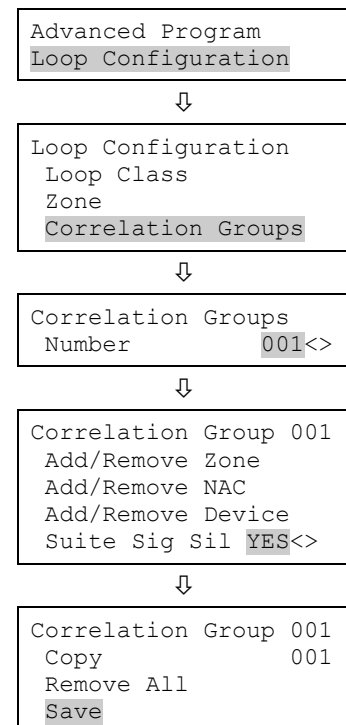 Advanced Program
Loop Configuration
⇩
Loop Configuration
Loop Class
Zone
Correlation Groups
⇩
Correlation Groups
Number 001<>
⇩
Correlation Group 001
Add/Remove Zone
Add/Remove NAC
Add/Remove Device
Suite Sig Sil YES<>
⇩
Correlation Group 001
Copy 001
Remove All
Save